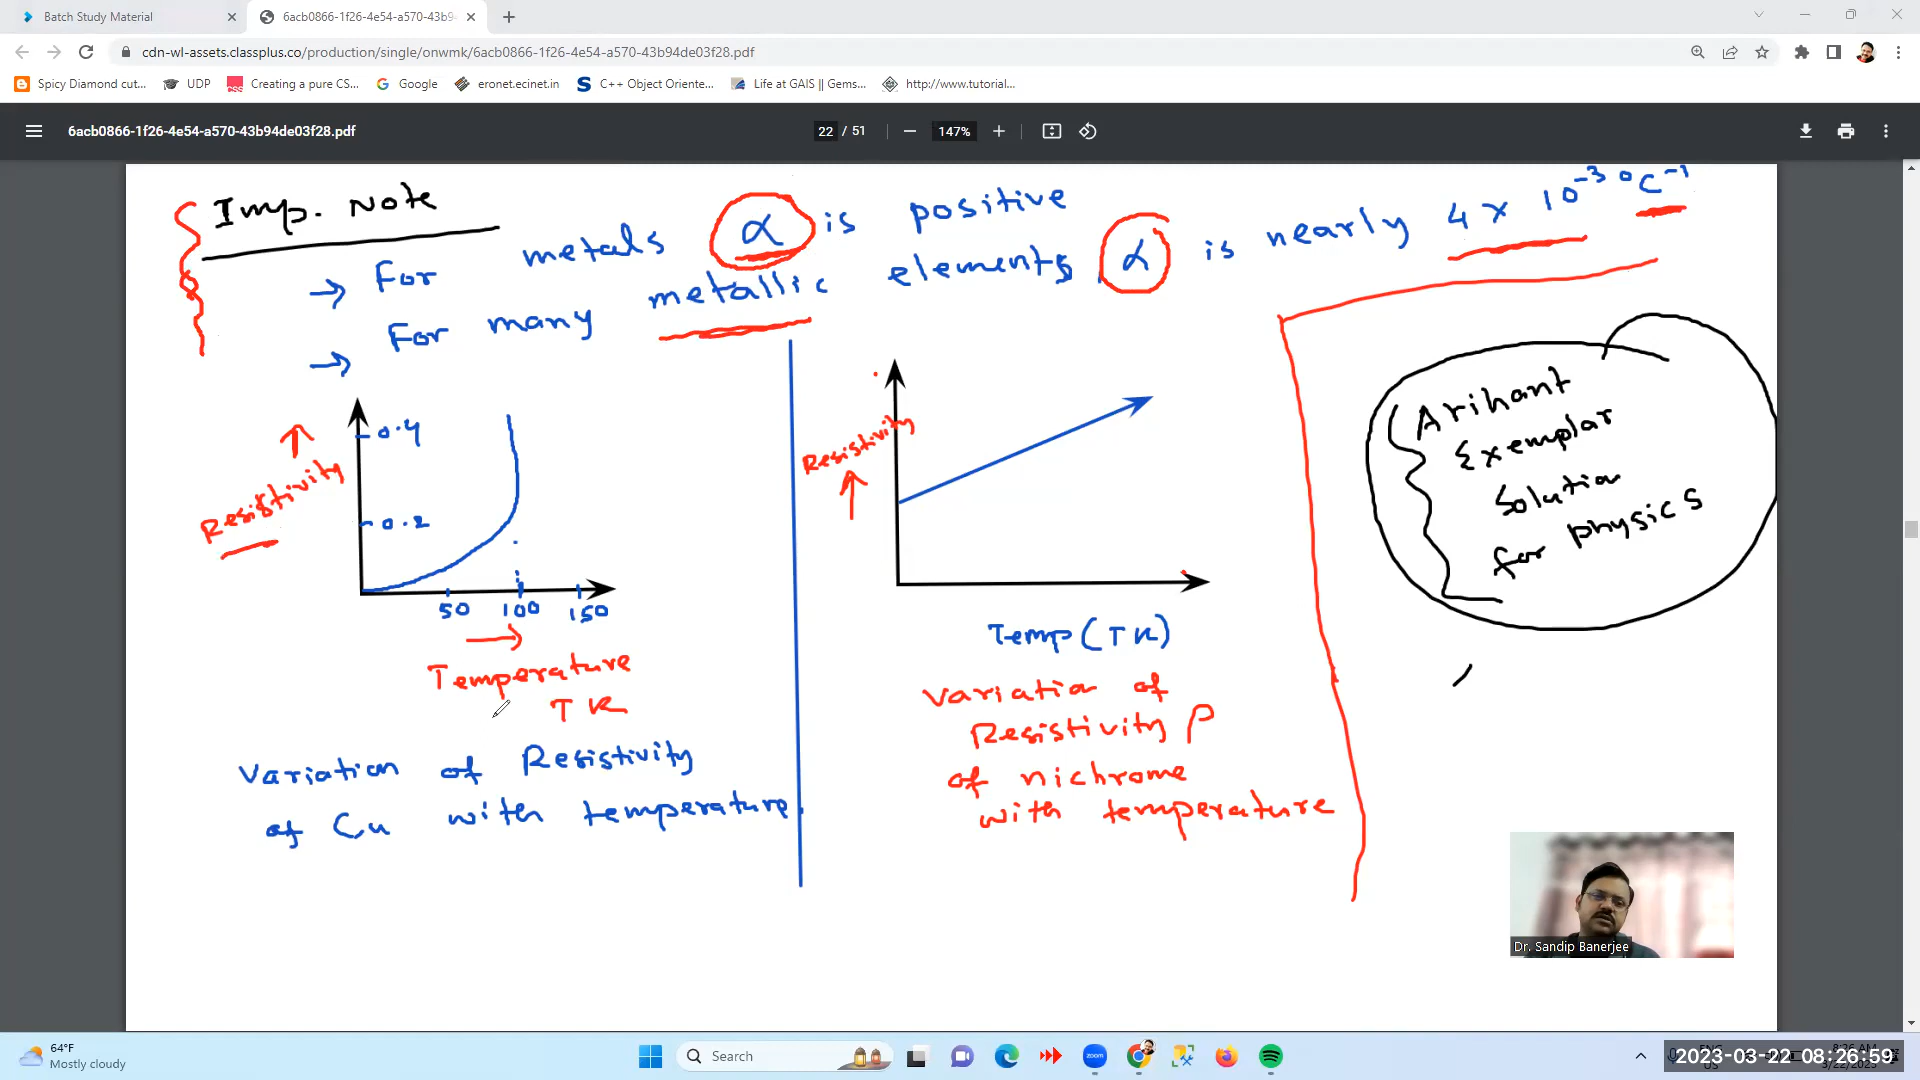 Batch Study Material
6acb0866-1f26-4e54-a570-43b9
cdn-wl-assets.classplus.co/production/single/onwmk/6acb0866-1f26-4e54-a570-43b94de03f28.pdf
Spicy Diamond cut... UDP Creating a pure CS... Google eronet.ecinet.in C++ Object Oriente... Life at GAIS || Gems... http://www.tutorial...
6acb0866-1f26-4e54-a570-43b94de03f28.pdf 22 / 51 147%
Imp. Note
→ For metals α is positive
→ For many metallic elements, α is nearly 4 x 10⁻³ °C⁻¹
0.4
0.2
50 100 150
Resistivity
Temperature
T K
Variation of Resistivity
of Cu with temperature
Resistivity
Temp (T K)
Variation of
Resistivity ρ
of nichrome
with temperature
Arihant
Exemplar
Solution
for physics
Dr. Sandip Banerjee
64°F
Mostly cloudy
Search
zoom
2023-03-22 08:26:59